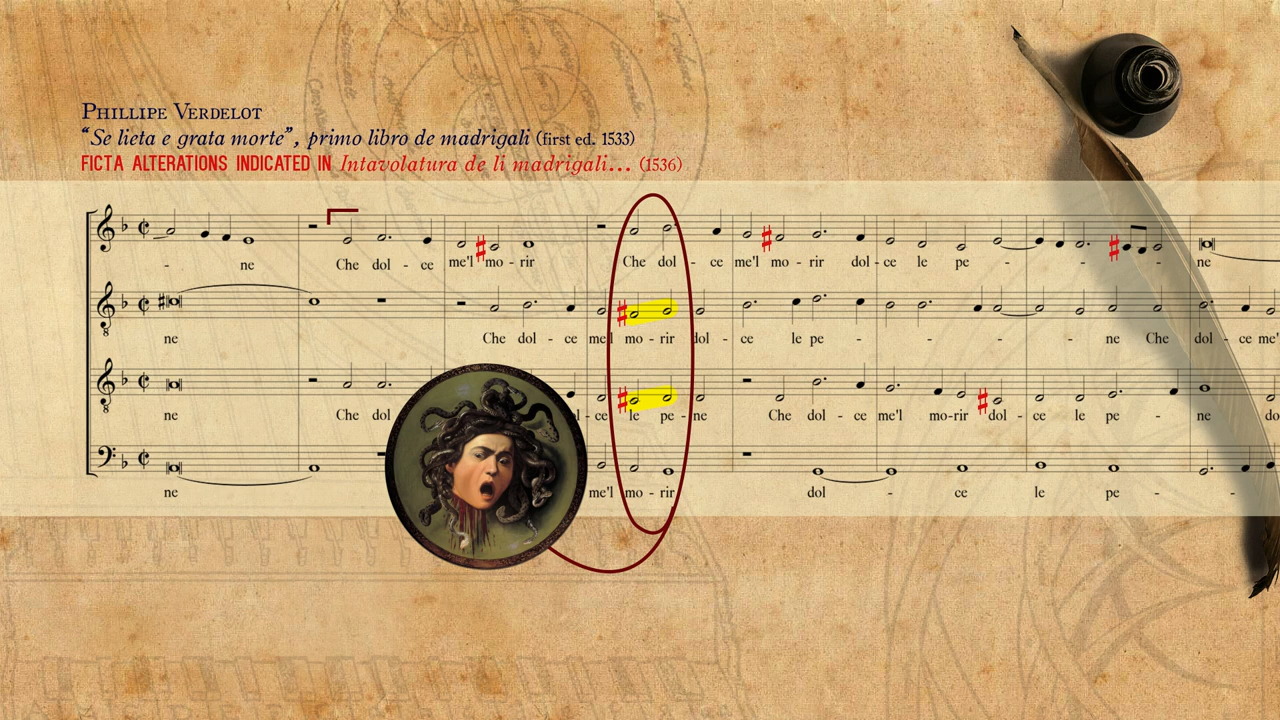 Phillipe Verdelot
“Se lieta e grata morte”, primo libro de madrigali (first ed. 1533)
FICTA ALTERATIONS INDICATED IN Intavolatura de li madrigali... (1536)
- ne Che dol - ce me'l mo - rir Che dol - ce me'l mo - rir dol - ce le pe - - - ne
8
ne Che dol - ce me'l mo - rir dol - ce le pe - - - - ne Che dol - ce me'
8
ne Che dol - ce le pe - ne Che dol - ce me'l mo-rir dol - ce le pe - ne do
ne me'l mo - rir dol - ce le pe - -